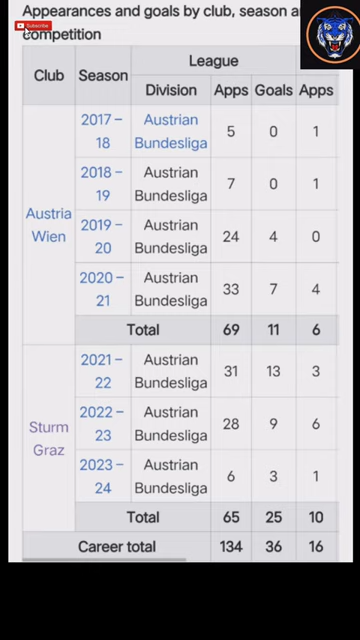 Appearances and goals by club, season a
Subscribe
competition
Club Season League
Division Apps Goals Apps
Austria Wien 2017–18 Austrian Bundesliga 5 0 1
2018–19 Austrian Bundesliga 7 0 1
2019–20 Austrian Bundesliga 24 4 0
2020–21 Austrian Bundesliga 33 7 4
Total 69 11 6
Sturm Graz 2021–22 Austrian Bundesliga 31 13 3
2022–23 Austrian Bundesliga 28 9 6
2023–24 Austrian Bundesliga 6 3 1
Total 65 25 10
Career total 134 36 16